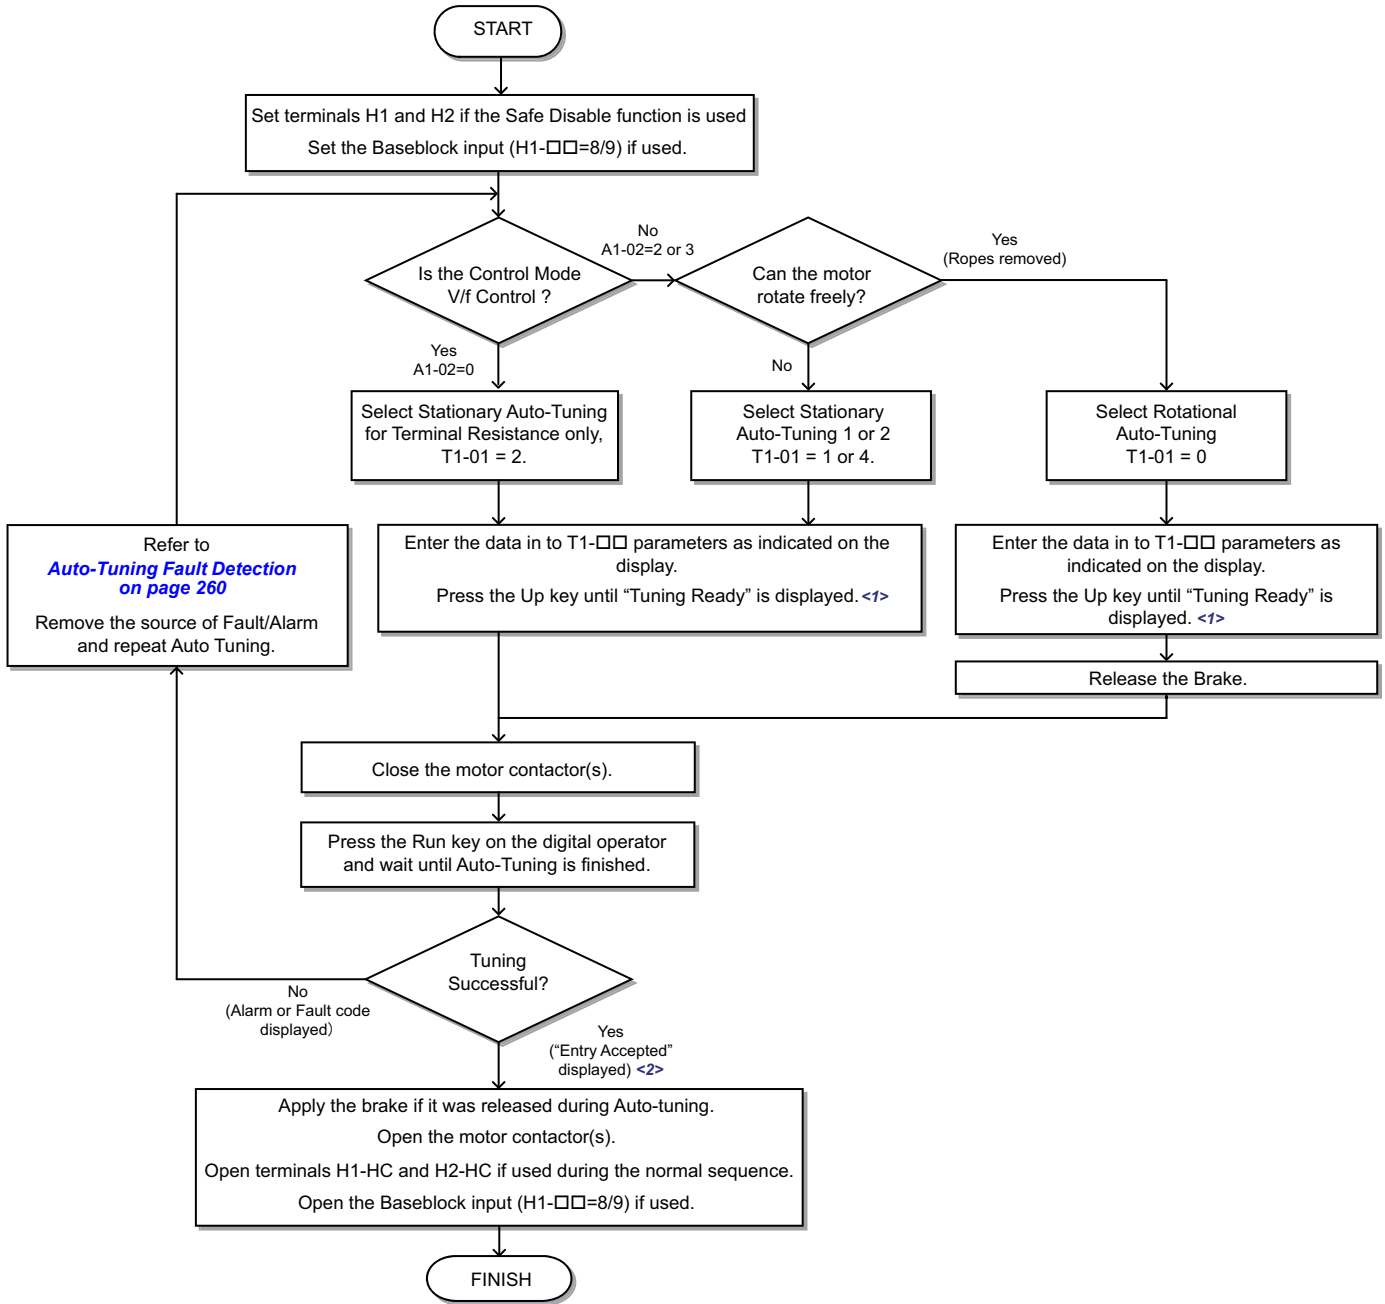 START
Set terminals H1 and H2 if the Safe Disable function is used
Set the Baseblock input (H1-□□=8/9) if used.
Is the Control Mode
V/f Control ?
No
A1-02=2 or 3
Can the motor
rotate freely?
Yes
(Ropes removed)
Yes
A1-02=0
No
Select Stationary Auto-Tuning
for Terminal Resistance only,
T1-01 = 2.
Select Stationary
Auto-Tuning 1 or 2
T1-01 = 1 or 4.
Select Rotational
Auto-Tuning
T1-01 = 0
Refer to
Auto-Tuning Fault Detection
on page 260
Remove the source of Fault/Alarm
and repeat Auto Tuning.
Enter the data in to T1-□□ parameters as indicated on the
display.
Press the Up key until “Tuning Ready” is displayed. <1>
Enter the data in to T1-□□ parameters as
indicated on the display.
Press the Up key until “Tuning Ready” is
displayed. <1>
Release the Brake.
Close the motor contactor(s).
Press the Run key on the digital operator
and wait until Auto-Tuning is finished.
Tuning
Successful?
No
(Alarm or Fault code
displayed)
Yes
(“Entry Accepted”
displayed) <2>
Apply the brake if it was released during Auto-tuning.
Open the motor contactor(s).
Open terminals H1-HC and H2-HC if used during the normal sequence.
Open the Baseblock input (H1-□□=8/9) if used.
FINISH